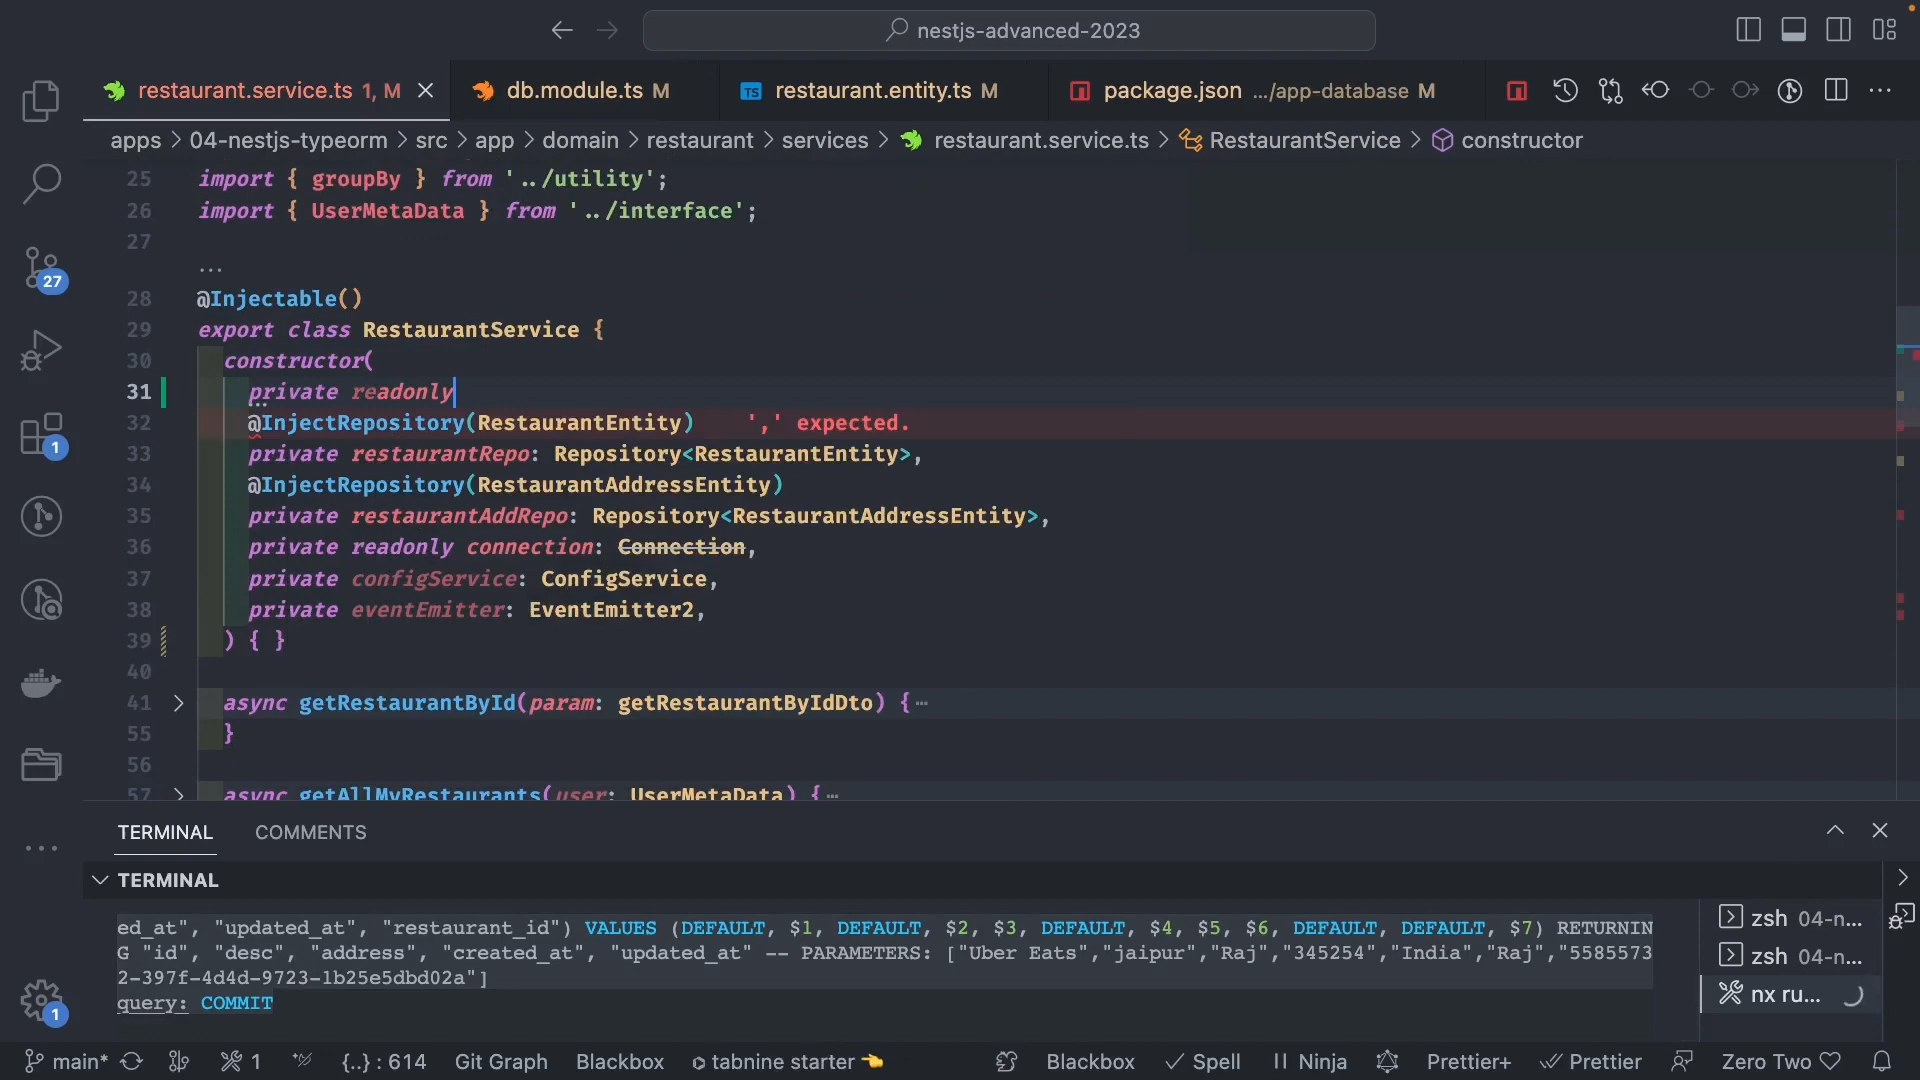 nestjs-advanced-2023
restaurant.service.ts 1, M
db.module.ts M
TS restaurant.entity.ts M
package.json .../app-database M
apps > 04-nestjs-typeorm > src > app > domain > restaurant > services > restaurant.service.ts > RestaurantService > constructor
25 import { groupBy } from '../utility';
26 import { UserMetaData } from '../interface';
27
...
28 @Injectable()
29 export class RestaurantService {
30 constructor(
31 private readonly
32 @InjectRepository(RestaurantEntity) ',' expected.
33 private restaurantRepo: Repository<RestaurantEntity>,
34 @InjectRepository(RestaurantAddressEntity)
35 private restaurantAddRepo: Repository<RestaurantAddressEntity>,
36 private readonly connection: Connection,
37 private configService: ConfigService,
38 private eventEmitter: EventEmitter2,
39 ) { }
40
41 async getRestaurantById(param: getRestaurantByIdDto) {…
55 }
56
57 async getAllMyRestaurants(user: UserMetaData) {…
27
1
1
TERMINAL COMMENTS
TERMINAL
ed_at", "updated_at", "restaurant_id") VALUES (DEFAULT, $1, DEFAULT, $2, $3, DEFAULT, $4, $5, $6, DEFAULT, DEFAULT, $7) RETURNIN
G "id", "desc", "address", "created_at", "updated_at" -- PARAMETERS: ["Uber Eats","jaipur","Raj","345254","India","Raj","5585573
2-397f-4d4d-9723-1b25e5dbd02a"]
query: COMMIT
zsh 04-n...
zsh 04-n...
nx ru...
main* 1 {..} : 614 Git Graph Blackbox tabnine starter Blackbox Spell Ninja Prettier+ Prettier Zero Two